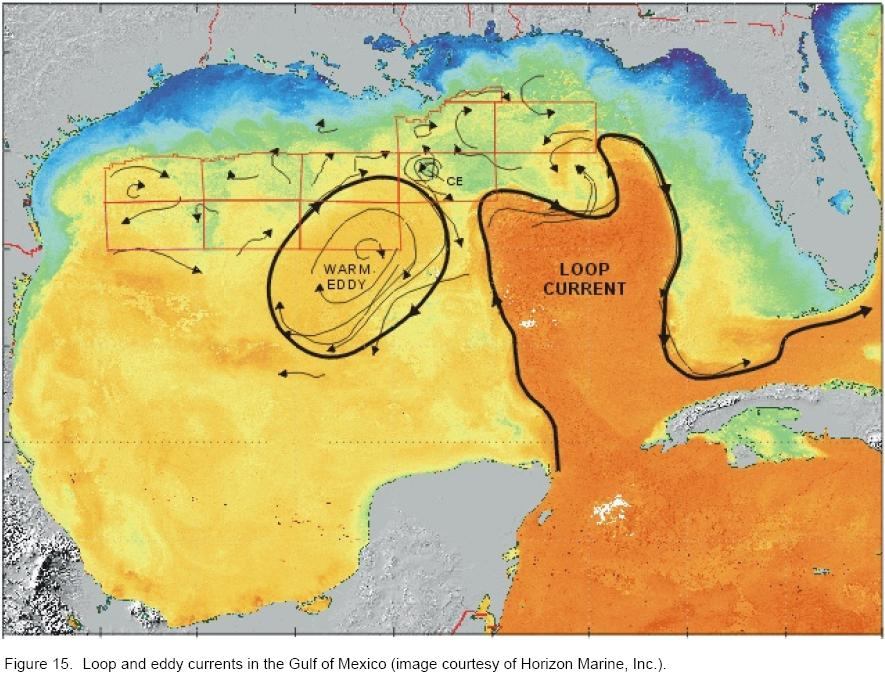 CE
WARM
EDDY
LOOP
CURRENT
Figure 15. Loop and eddy currents in the Gulf of Mexico (image courtesy of Horizon Marine, Inc.).